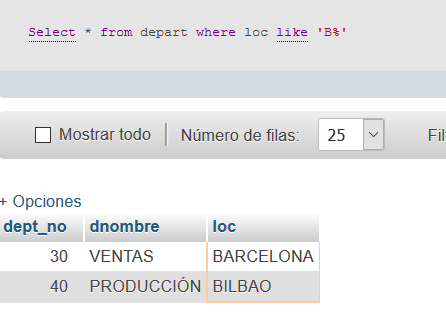 Select * from depart where loc like 'B%'
Mostrar todo Número de filas: 25 Fil
+ Opciones
dept_no dnombre loc
30 VENTAS BARCELONA
40 PRODUCCIÓN BILBAO